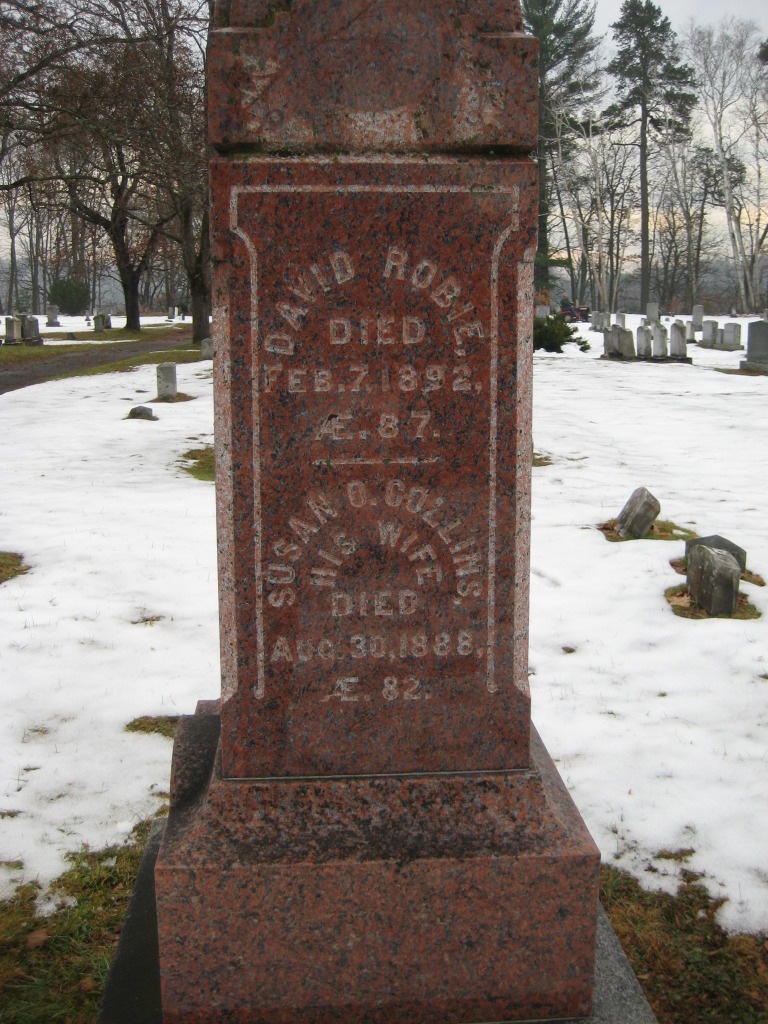 DAVID ROBIE,
DIED
FEB. 7, 1892,
Æ. 87.
SUSAN O. COLLINS,
HIS WIFE
DIED
AUG. 30, 1888,
Æ. 82.